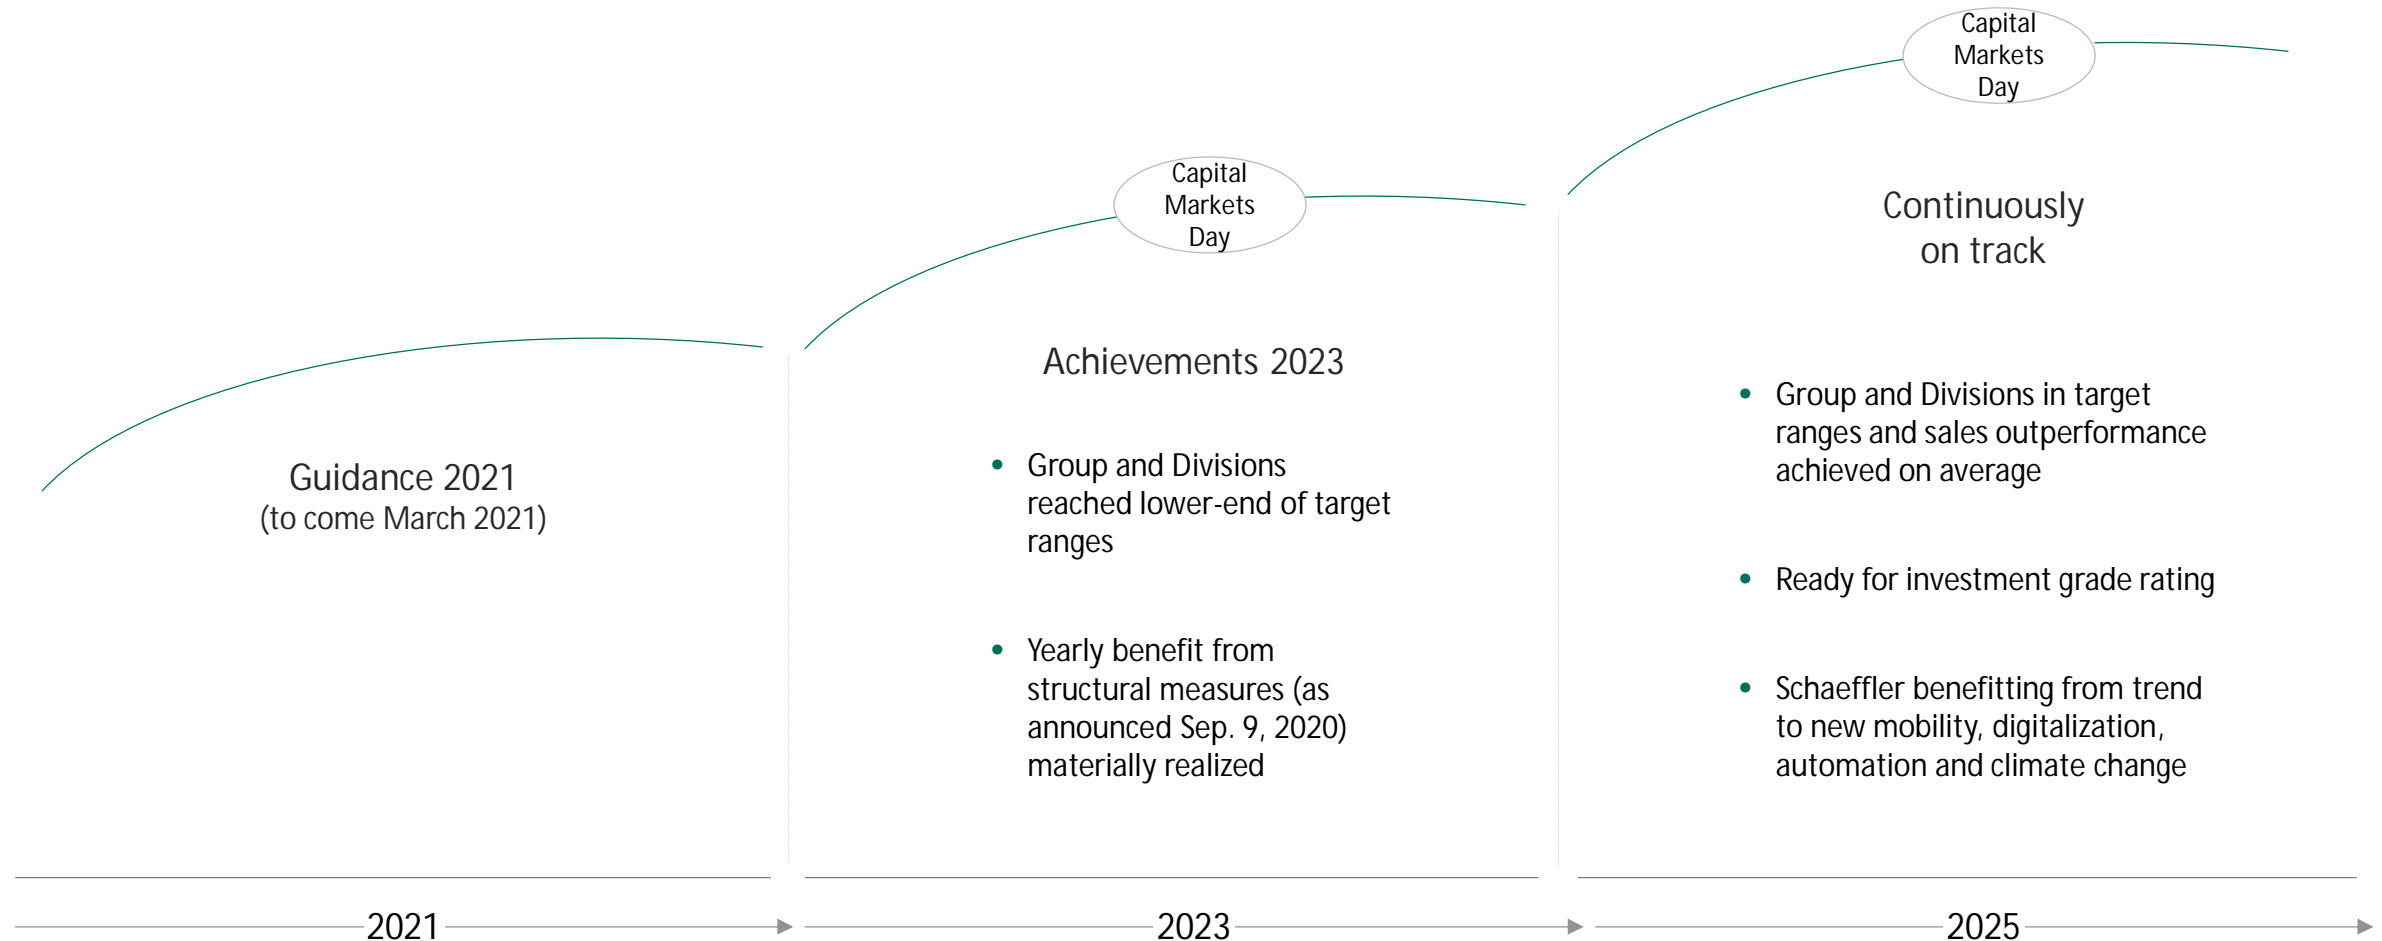 Guidance 2021
(to come March 2021)
Capital
Markets
Day
Achievements 2023
• Group and Divisions
reached lower-end of target
ranges
• Yearly benefit from
structural measures (as
announced Sep. 9, 2020)
materially realized
Capital
Markets
Day
Continuously
on track
• Group and Divisions in target
ranges and sales outperformance
achieved on average
• Ready for investment grade rating
• Schaeffler benefitting from trend
to new mobility, digitalization,
automation and climate change
2021
2023
2025